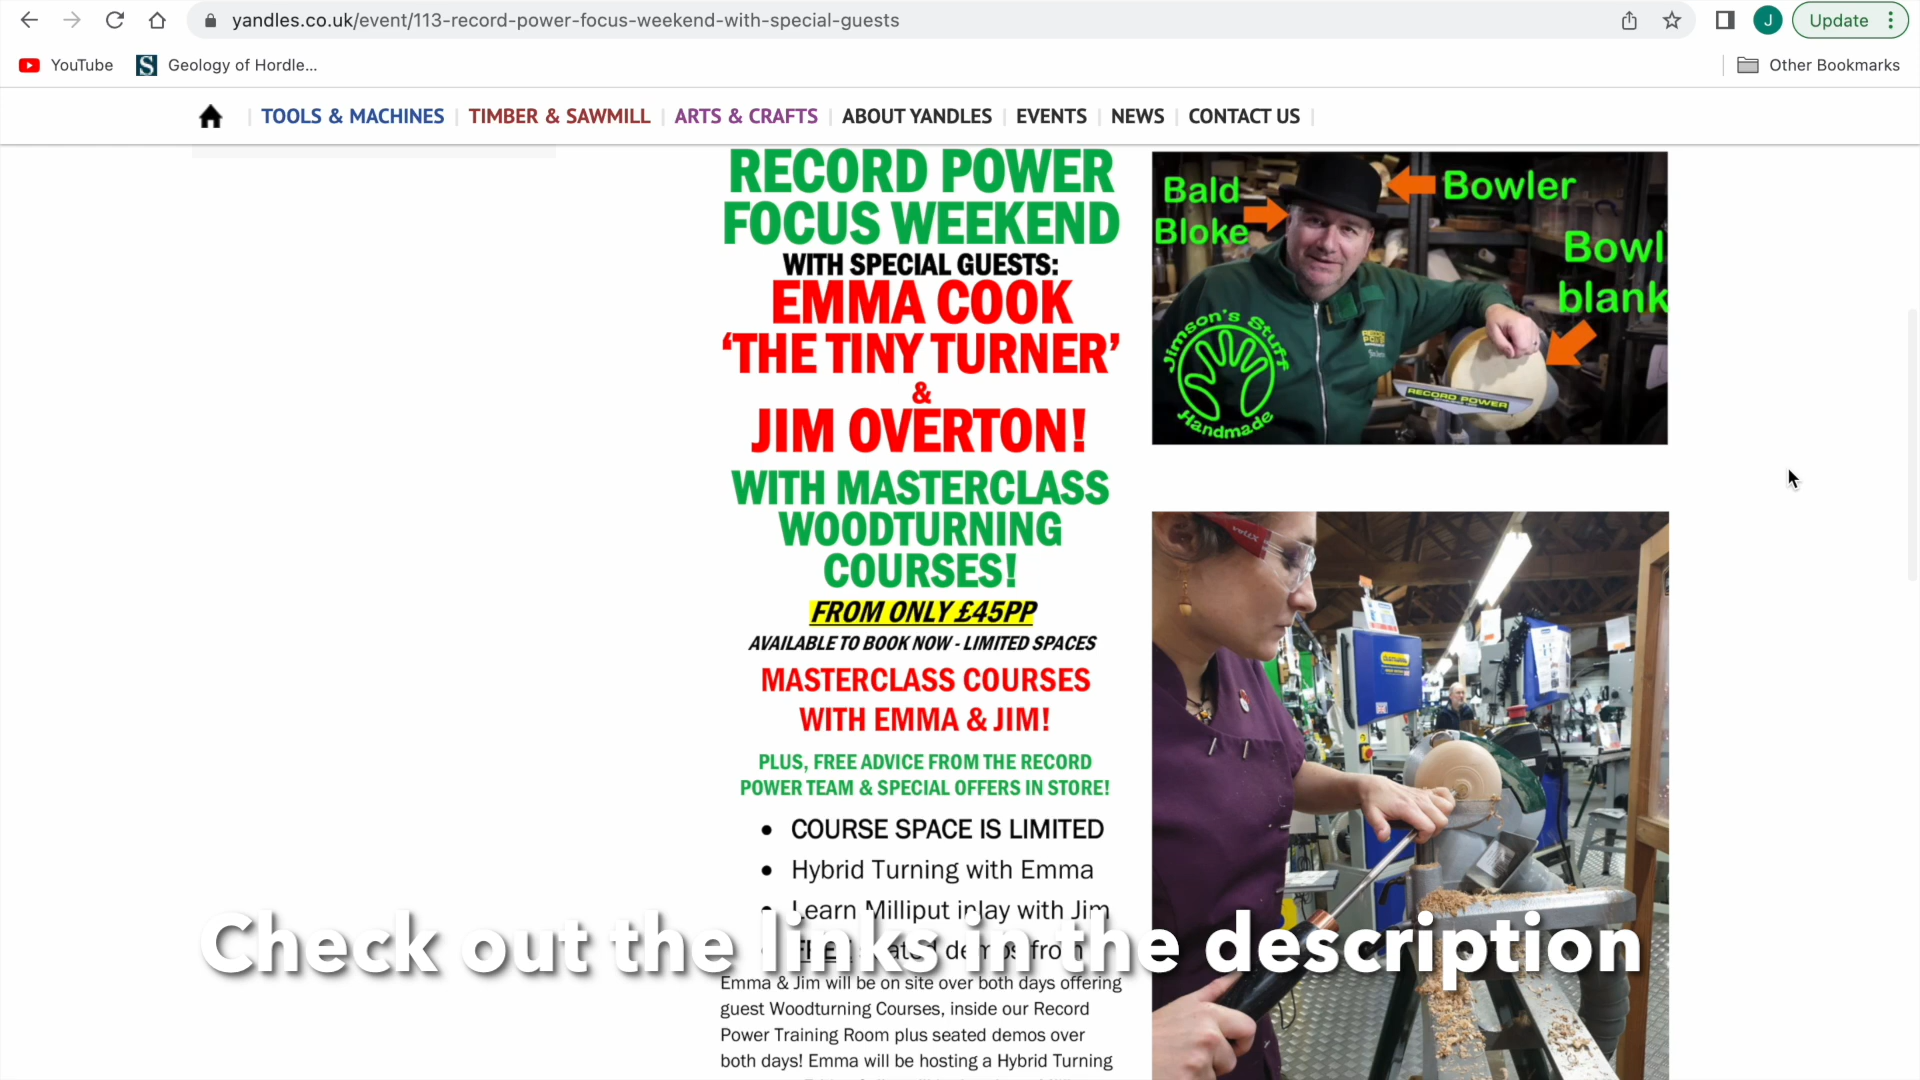 yandles.co.uk/event/113-record-power-focus-weekend-with-special-guests
J
Update
YouTube
S
Geology of Hordle...
Other Bookmarks
TOOLS & MACHINES
TIMBER & SAWMILL
ARTS & CRAFTS
ABOUT YANDLES
EVENTS
NEWS
CONTACT US
RECORD POWER
FOCUS WEEKEND
WITH SPECIAL GUESTS:
EMMA COOK
‘THE TINY TURNER’
&
JIM OVERTON!
WITH MASTERCLASS
WOODTURNING
COURSES!
FROM ONLY £45PP
AVAILABLE TO BOOK NOW - LIMITED SPACES
MASTERCLASS COURSES
WITH EMMA & JIM!
PLUS, FREE ADVICE FROM THE RECORD
POWER TEAM & SPECIAL OFFERS IN STORE!
• COURSE SPACE IS LIMITED
• Hybrid Turning with Emma
• Learn Milliput inlay with Jim
FREE seated demos from
Emma & Jim will be on site over both days offering
guest Woodturning Courses, inside our Record
Power Training Room plus seated demos over
both days! Emma will be hosting a Hybrid Turning
Bald
Bloke
Bowler
Bowl
blank
Jimson's Stuff
Handmade
RECORD POWER
Check out the links in the description